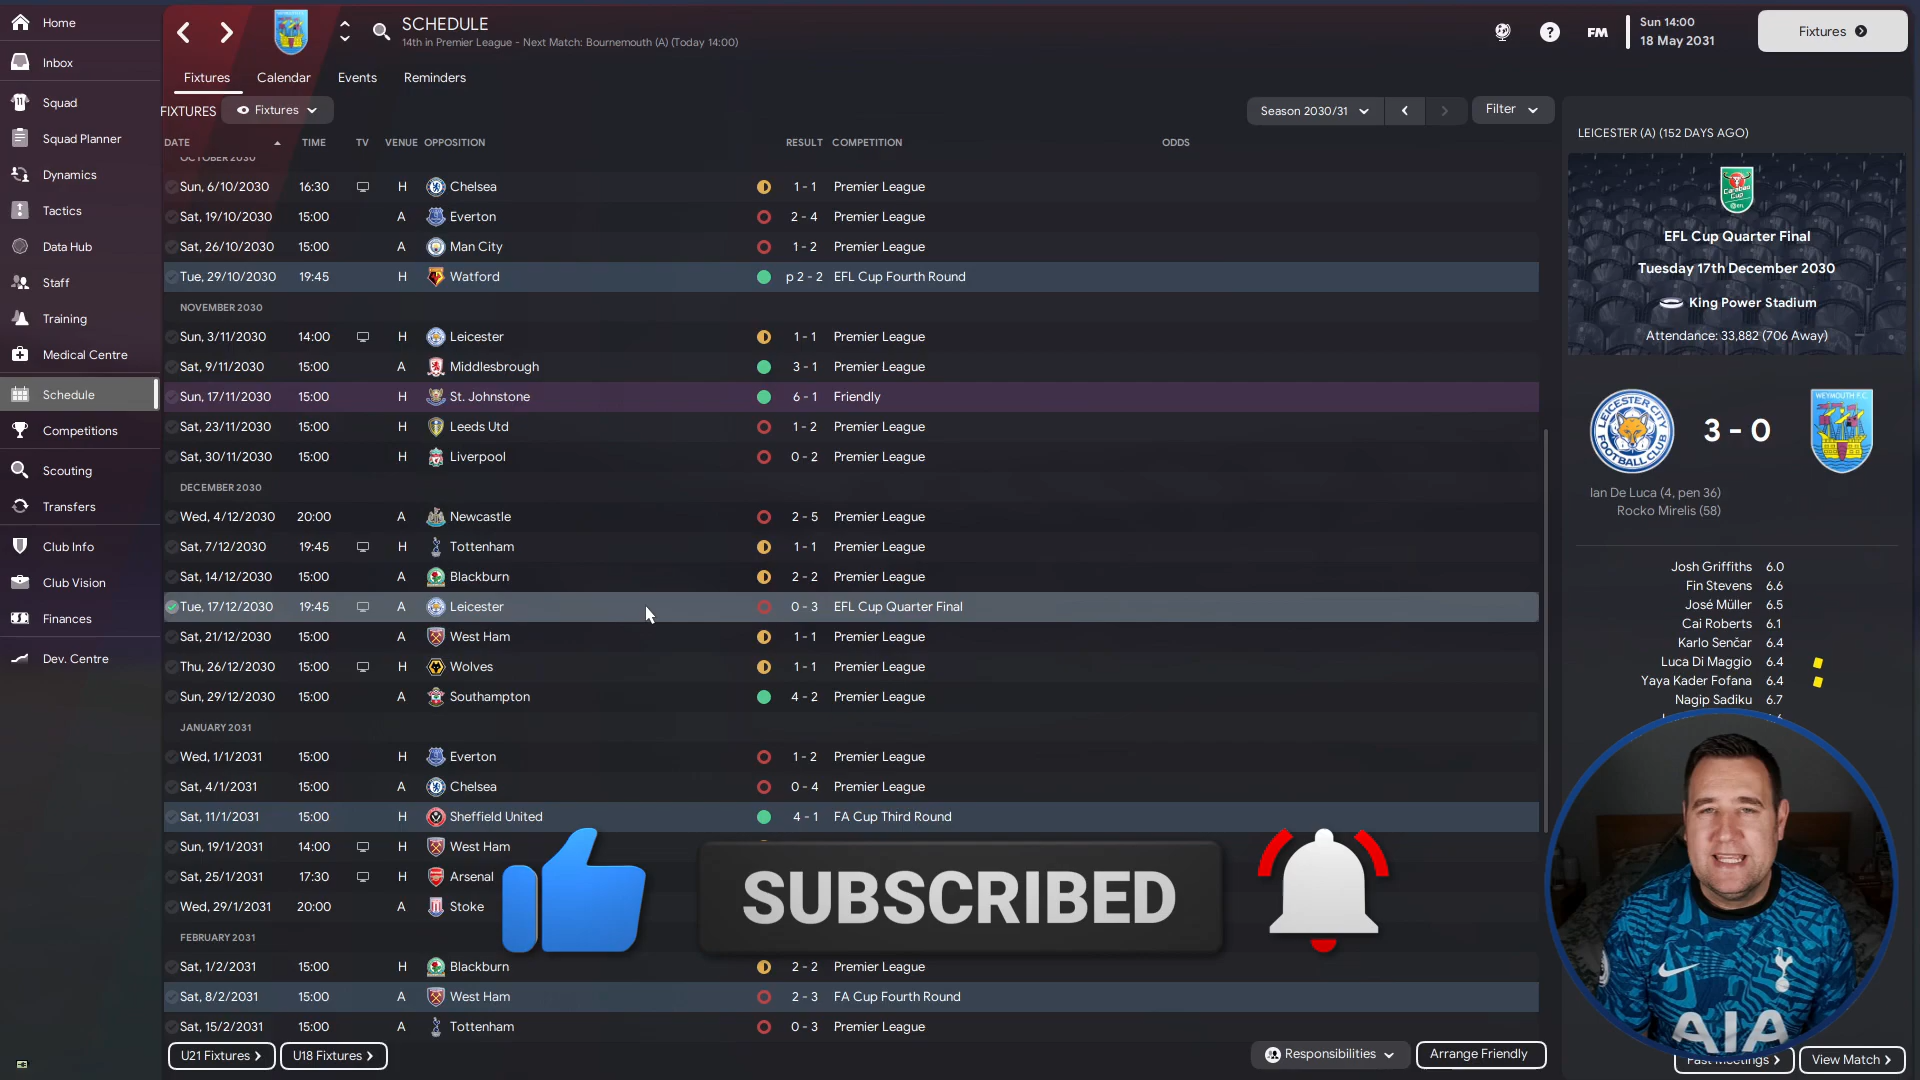 Home
Inbox
Squad
Squad Planner
Dynamics
Tactics
Data Hub
Staff
Training
Medical Centre
Schedule
Competitions
Scouting
Transfers
Club Info
Club Vision
Finances
Dev. Centre
SCHEDULE
14th in Premier League - Next Match: Bournemouth (A) (Today 14:00)
? FM Sun 14:00
18 May 2031
Fixtures
Fixtures Calendar Events Reminders
FIXTURES Fixtures Season 2030/31 Filter
DATE TIME TV VENUE OPPOSITION RESULT COMPETITION ODDS
OCTOBER 2030
Sun, 6/10/2030 16:30 H Chelsea 1 - 1 Premier League
Sat, 19/10/2030 15:00 A Everton 2 - 4 Premier League
Sat, 26/10/2030 15:00 A Man City 1 - 2 Premier League
Tue, 29/10/2030 19:45 H Watford p 2 - 2 EFL Cup Fourth Round
NOVEMBER 2030
Sun, 3/11/2030 14:00 H Leicester 1 - 1 Premier League
Sat, 9/11/2030 15:00 A Middlesbrough 3 - 1 Premier League
Sun, 17/11/2030 15:00 H St. Johnstone 6 - 1 Friendly
Sat, 23/11/2030 15:00 H Leeds Utd 1 - 2 Premier League
Sat, 30/11/2030 15:00 H Liverpool 0 - 2 Premier League
DECEMBER 2030
Wed, 4/12/2030 20:00 A Newcastle 2 - 5 Premier League
Sat, 7/12/2030 19:45 H Tottenham 1 - 1 Premier League
Sat, 14/12/2030 15:00 A Blackburn 2 - 2 Premier League
Tue, 17/12/2030 19:45 A Leicester 0 - 3 EFL Cup Quarter Final
Sat, 21/12/2030 15:00 A West Ham 1 - 1 Premier League
Thu, 26/12/2030 15:00 H Wolves 1 - 1 Premier League
Sun, 29/12/2030 15:00 A Southampton 4 - 2 Premier League
JANUARY 2031
Wed, 1/1/2031 15:00 H Everton 1 - 2 Premier League
Sat, 4/1/2031 15:00 A Chelsea 0 - 4 Premier League
Sat, 11/1/2031 15:00 H Sheffield United 4 - 1 FA Cup Third Round
Sun, 19/1/2031 14:00 H West Ham
Sat, 25/1/2031 17:30 H Arsenal
Wed, 29/1/2031 20:00 A Stoke
SUBSCRIBED
FEBRUARY 2031
Sat, 1/2/2031 15:00 H Blackburn 2 - 2 Premier League
Sat, 8/2/2031 15:00 A West Ham 2 - 3 FA Cup Fourth Round
Sat, 15/2/2031 15:00 A Tottenham 0 - 3 Premier League
U21 Fixtures U18 Fixtures Responsibilities Arrange Friendly
LEICESTER (A) (152 DAYS AGO)
Carabao Cup
EFL
EFL Cup Quarter Final
Tuesday 17th December 2030
King Power Stadium
Attendance: 33,882 (706 Away)
LEICESTER CITY
FOOTBALL CLUB
3 - 0
WEYMOUTH F.C.
Ian De Luca (4, pen 36)
Rocko Mirelis (58)
Josh Griffiths 6.0
Fin Stevens 6.6
José Müller 6.5
Cai Roberts 6.1
Karlo Senčar 6.4
Luca Di Maggio 6.4
Yaya Kader Fofana 6.4
Nagip Sadiku 6.7
AIA
Past Meetings View Match